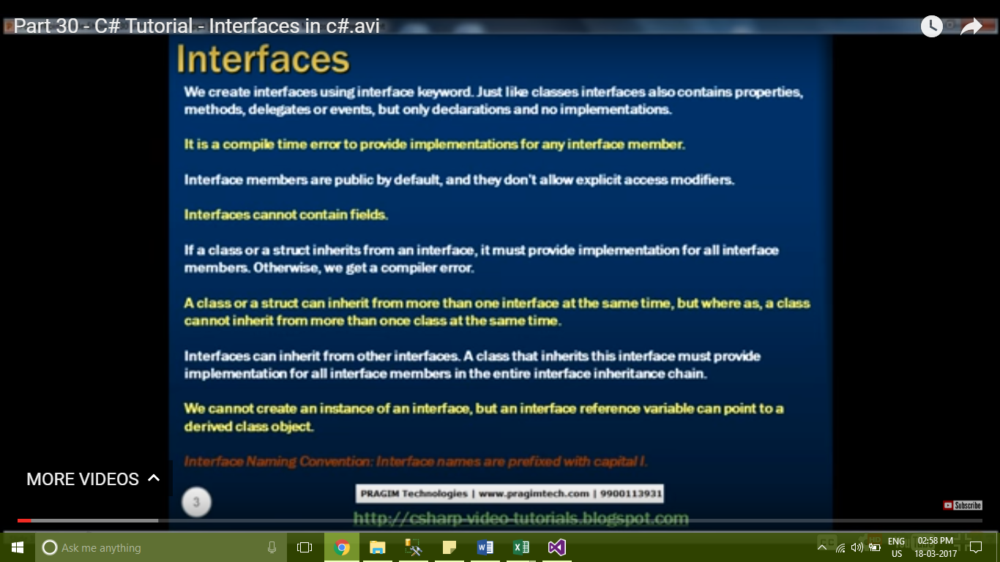 Part 30 - C# Tutorial - Interfaces in c#.avi
Interfaces
We create interfaces using interface keyword. Just like classes interfaces also contains properties,
methods, delegates or events, but only declarations and no implementations.
It is a compile time error to provide implementations for any interface member.
Interface members are public by default, and they don't allow explicit access modifiers.
Interfaces cannot contain fields.
If a class or a struct inherits from an interface, it must provide implementation for all interface
members. Otherwise, we get a compiler error.
A class or a struct can inherit from more than one interface at the same time, but where as, a class
cannot inherit from more than once class at the same time.
Interfaces can inherit from other interfaces. A class that inherits this interface must provide
implementation for all interface members in the entire interface inheritance chain.
We cannot create an instance of an interface, but an interface reference variable can point to a
derived class object.
Interface Naming Convention: Interface names are prefixed with capital I.
MORE VIDEOS
3
PRAGIM Technologies | www.pragimtech.com | 9900113931
Subscribe
http://csharp-video-tutorials.blogspot.com
Ask me anything
ENG
US
02:58 PM
18-03-2017